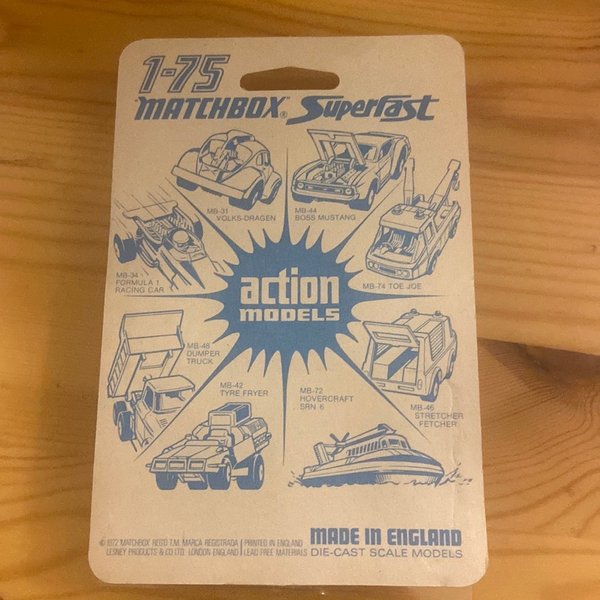 1-75
"MATCHBOX"® Superfast
MB-31
VOLKS-DRAGEN
MB-44
BOSS MUSTANG
MB-34
FORMULA 1
RACING CAR
MB-74 TOE JOE
action
MODELS
MB-48
DUMPER
TRUCK
MB-42
TYRE FRYER
MB-72
HOVERCRAFT
SRN 6
MB-46
STRETCHER
FETCHER
© 1972 "MATCHBOX" REG'D T.M. MARCA REGISTRADA
LESNEY PRODUCTS & CO. LTD. LONDON-ENGLAND
PRINTED IN ENGLAND
LEAD FREE MATERIALS
MADE IN ENGLAND
DIE-CAST SCALE MODELS